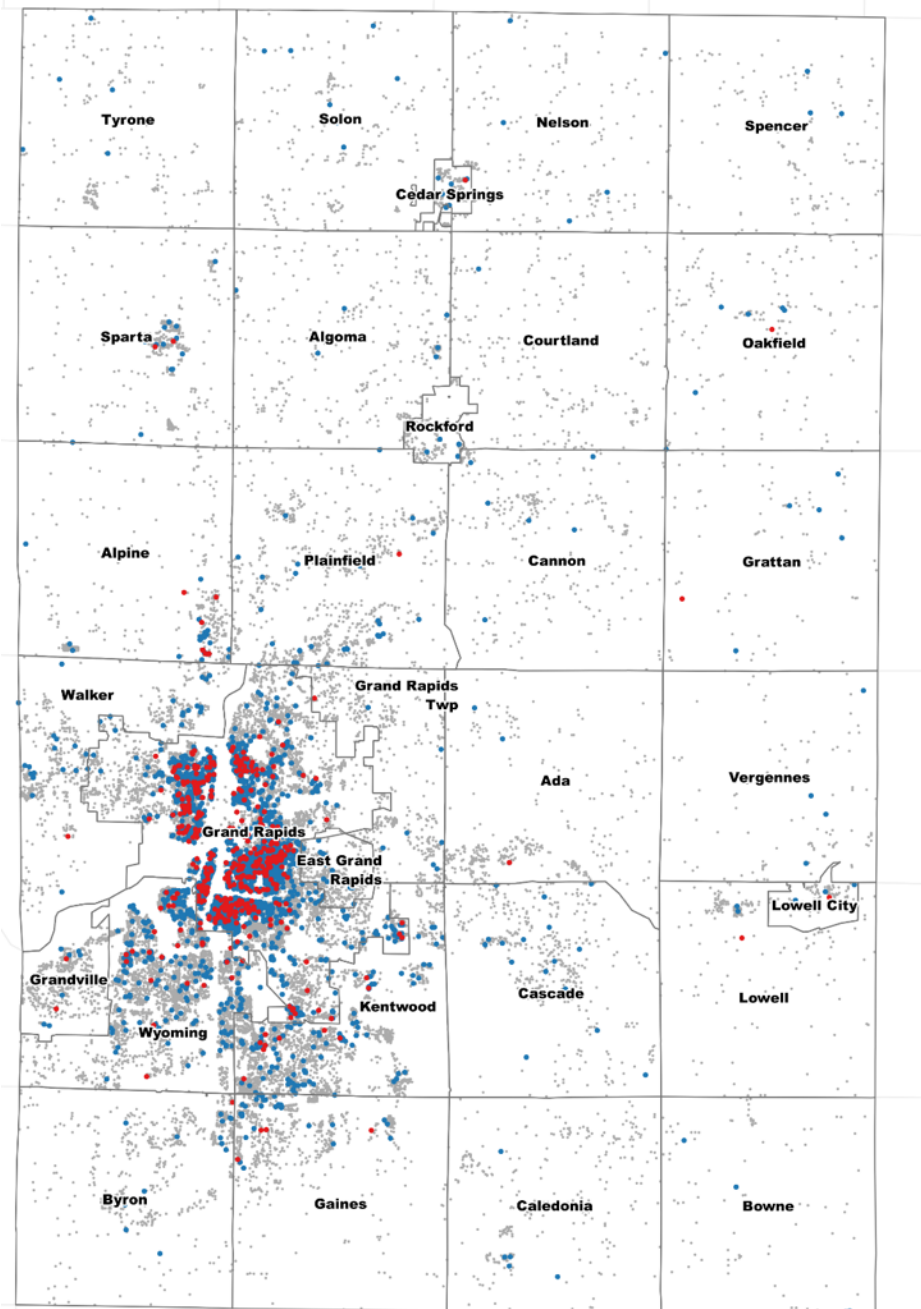 Tyrone
Solon
Nelson
Spencer
Cedar Springs
Sparta
Algoma
Courtland
Oakfield
Rockford
Alpine
Plainfield
Cannon
Grattan
Walker
Grand Rapids
Twp
Ada
Vergennes
Grand Rapids
East Grand
Rapids
Lowell City
Grandville
Wyoming
Kentwood
Cascade
Lowell
Byron
Gaines
Caledonia
Bowne